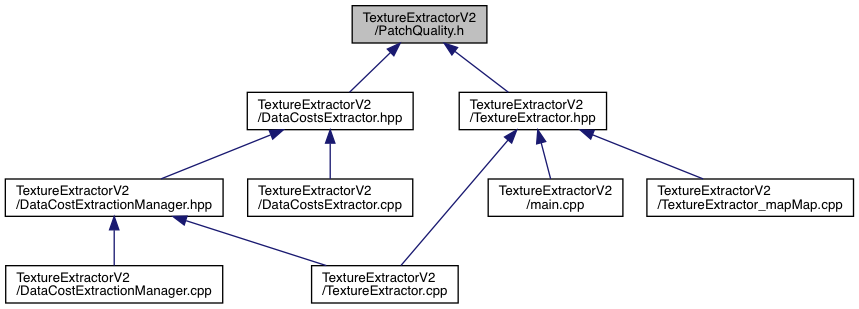 TextureExtractorV2
/PatchQuality.h
TextureExtractorV2
/DataCostsExtractor.hpp
TextureExtractorV2
/TextureExtractor.hpp
TextureExtractorV2
/DataCostExtractionManager.hpp
TextureExtractorV2
/DataCostsExtractor.cpp
TextureExtractorV2
/main.cpp
TextureExtractorV2
/TextureExtractor_mapMap.cpp
TextureExtractorV2
/DataCostExtractionManager.cpp
TextureExtractorV2
/TextureExtractor.cpp